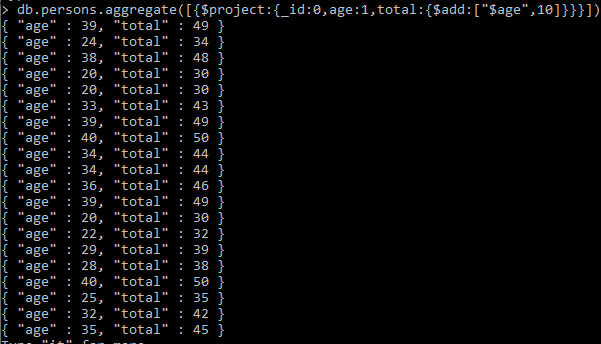 > db.persons.aggregate([{$project:{_id:0,age:1,total:{$add:["$age",10]}}}])
{ "age" : 39, "total" : 49 }
{ "age" : 24, "total" : 34 }
{ "age" : 38, "total" : 48 }
{ "age" : 20, "total" : 30 }
{ "age" : 20, "total" : 30 }
{ "age" : 33, "total" : 43 }
{ "age" : 39, "total" : 49 }
{ "age" : 40, "total" : 50 }
{ "age" : 34, "total" : 44 }
{ "age" : 34, "total" : 44 }
{ "age" : 36, "total" : 46 }
{ "age" : 39, "total" : 49 }
{ "age" : 20, "total" : 30 }
{ "age" : 22, "total" : 32 }
{ "age" : 29, "total" : 39 }
{ "age" : 28, "total" : 38 }
{ "age" : 40, "total" : 50 }
{ "age" : 25, "total" : 35 }
{ "age" : 32, "total" : 42 }
{ "age" : 35, "total" : 45 }
Type "it" for more